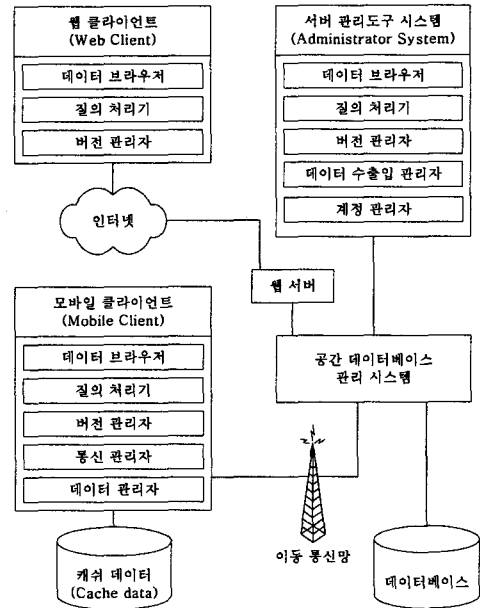 웹 클라이언트
(Web Client)
데이터 브라우저
질의 처리기
버전 관리자
서버 관리도구 시스템
(Administrator System)
데이터 브라우저
질의 처리기
버전 관리자
데이터 수출입 관리자
계정 관리자
인터넷
웹 서버
모바일 클라이언트
(Mobile Client)
데이터 브라우저
질의 처리기
버전 관리자
통신 관리자
데이터 관리자
공간 데이터베이스
관리 시스템
이동 통신망
캐쉬 데이터
(Cache data)
데이터베이스